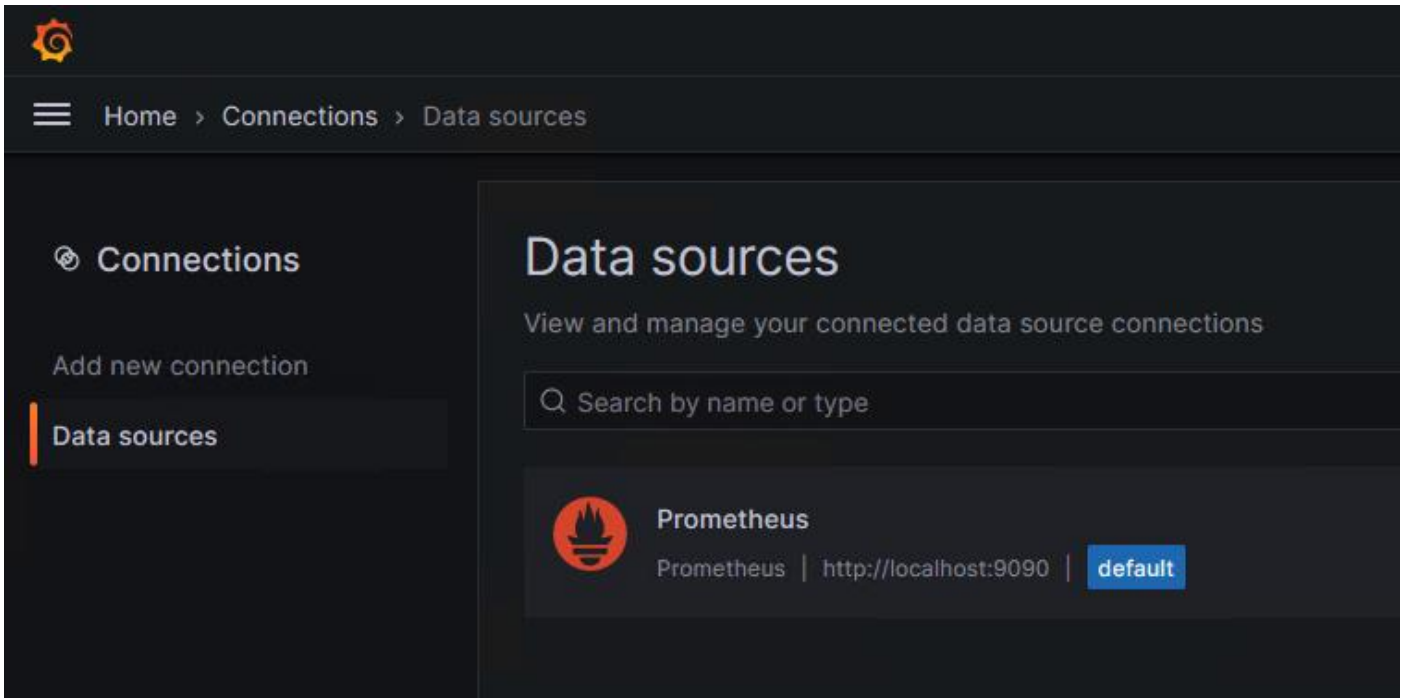 Home › Connections › Data sources
Connections
Add new connection
Data sources
Data sources
View and manage your connected data source connections
Search by name or type
Prometheus
Prometheus | http://localhost:9090 | default